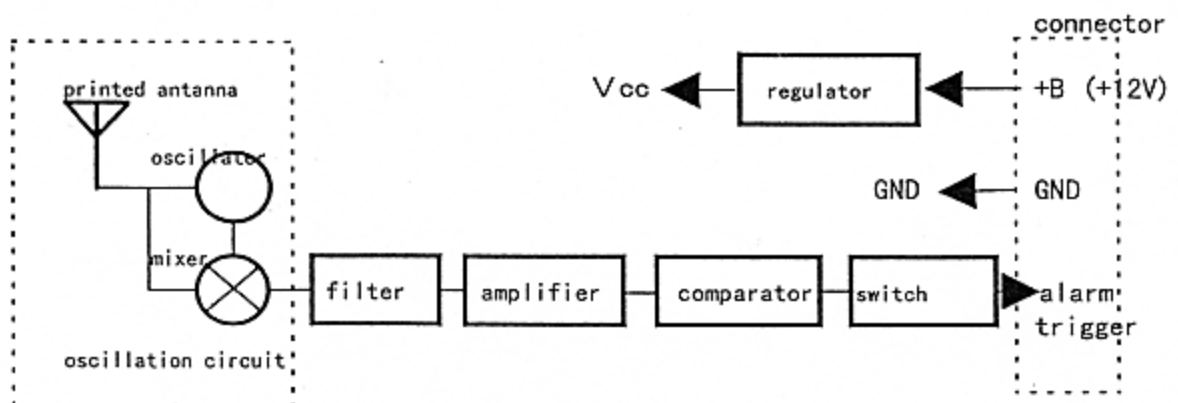 connector
printed antanna
Vcc
regulator
+B (+12V)
oscillator
GND
GND
mixer
filter
amplifier
comparator
switch
alarm
trigger
oscillation circuit